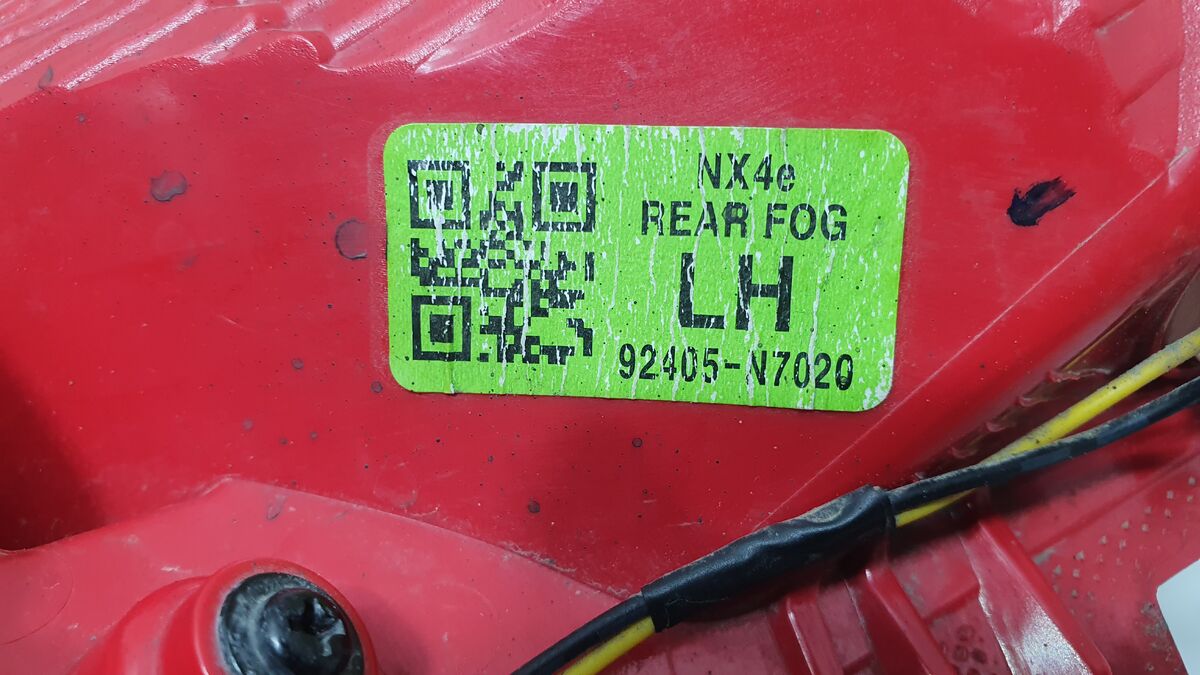 NX4e
REAR FOG
LH
92405-N7020